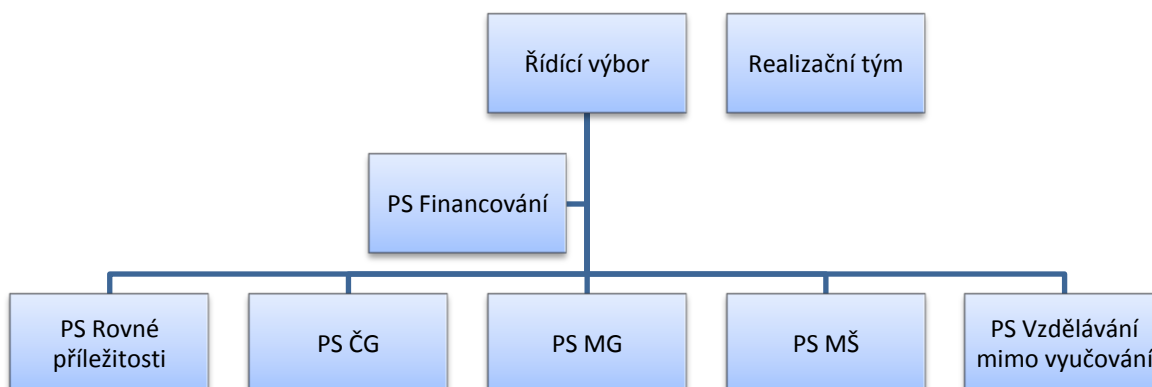 Řídící výbor
Realizační tým
PS Financování
PS Rovné
příležitosti
PS ČG
PS MG
PS MŠ
PS Vzdělávání
mimo vyučování